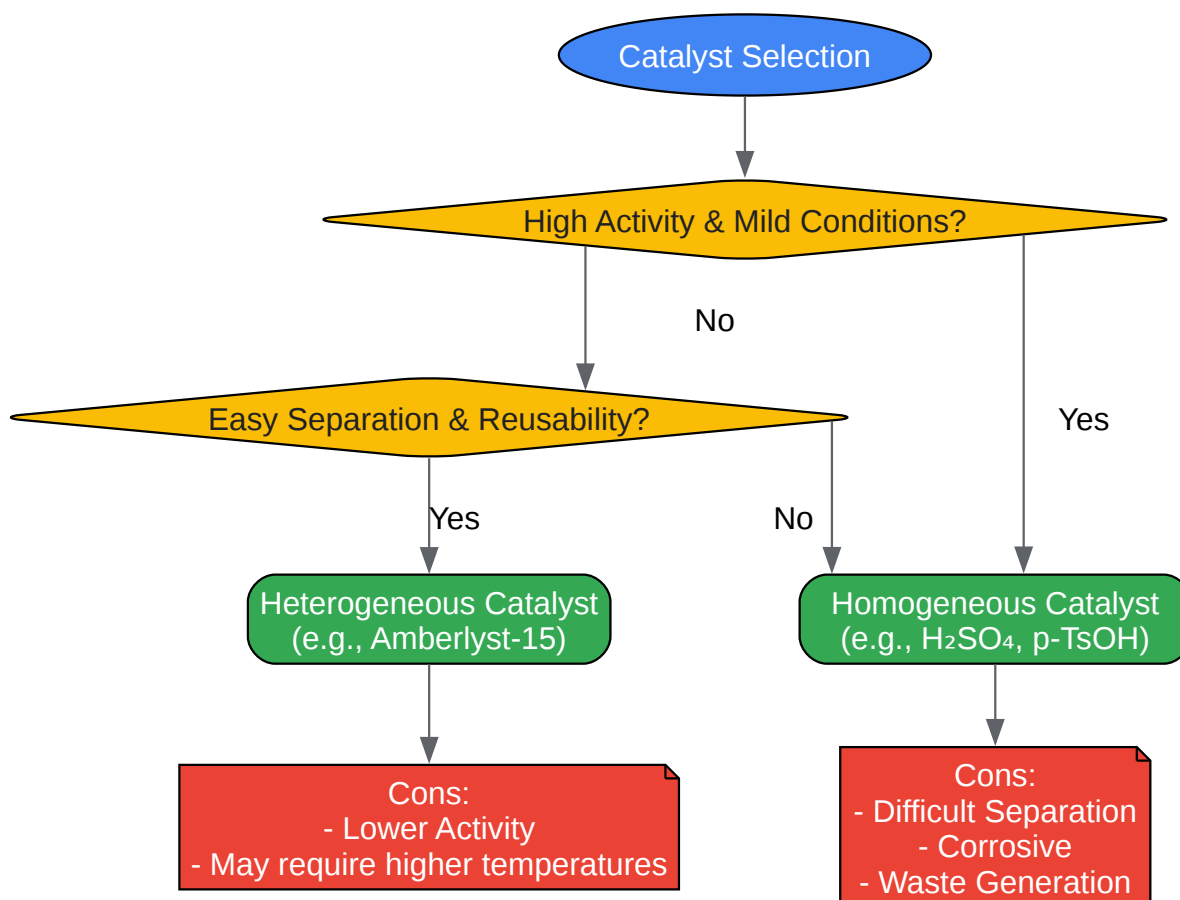 Catalyst Selection
High Activity & Mild Conditions?
No
Easy Separation & Reusability?
Yes
Yes
No
Heterogeneous Catalyst
(e.g., Amberlyst-15)
Homogeneous Catalyst
(e.g., H₂SO₄, p-TsOH)
Cons:
- Lower Activity
- May require higher temperatures
Cons:
- Difficult Separation
- Corrosive
- Waste Generation